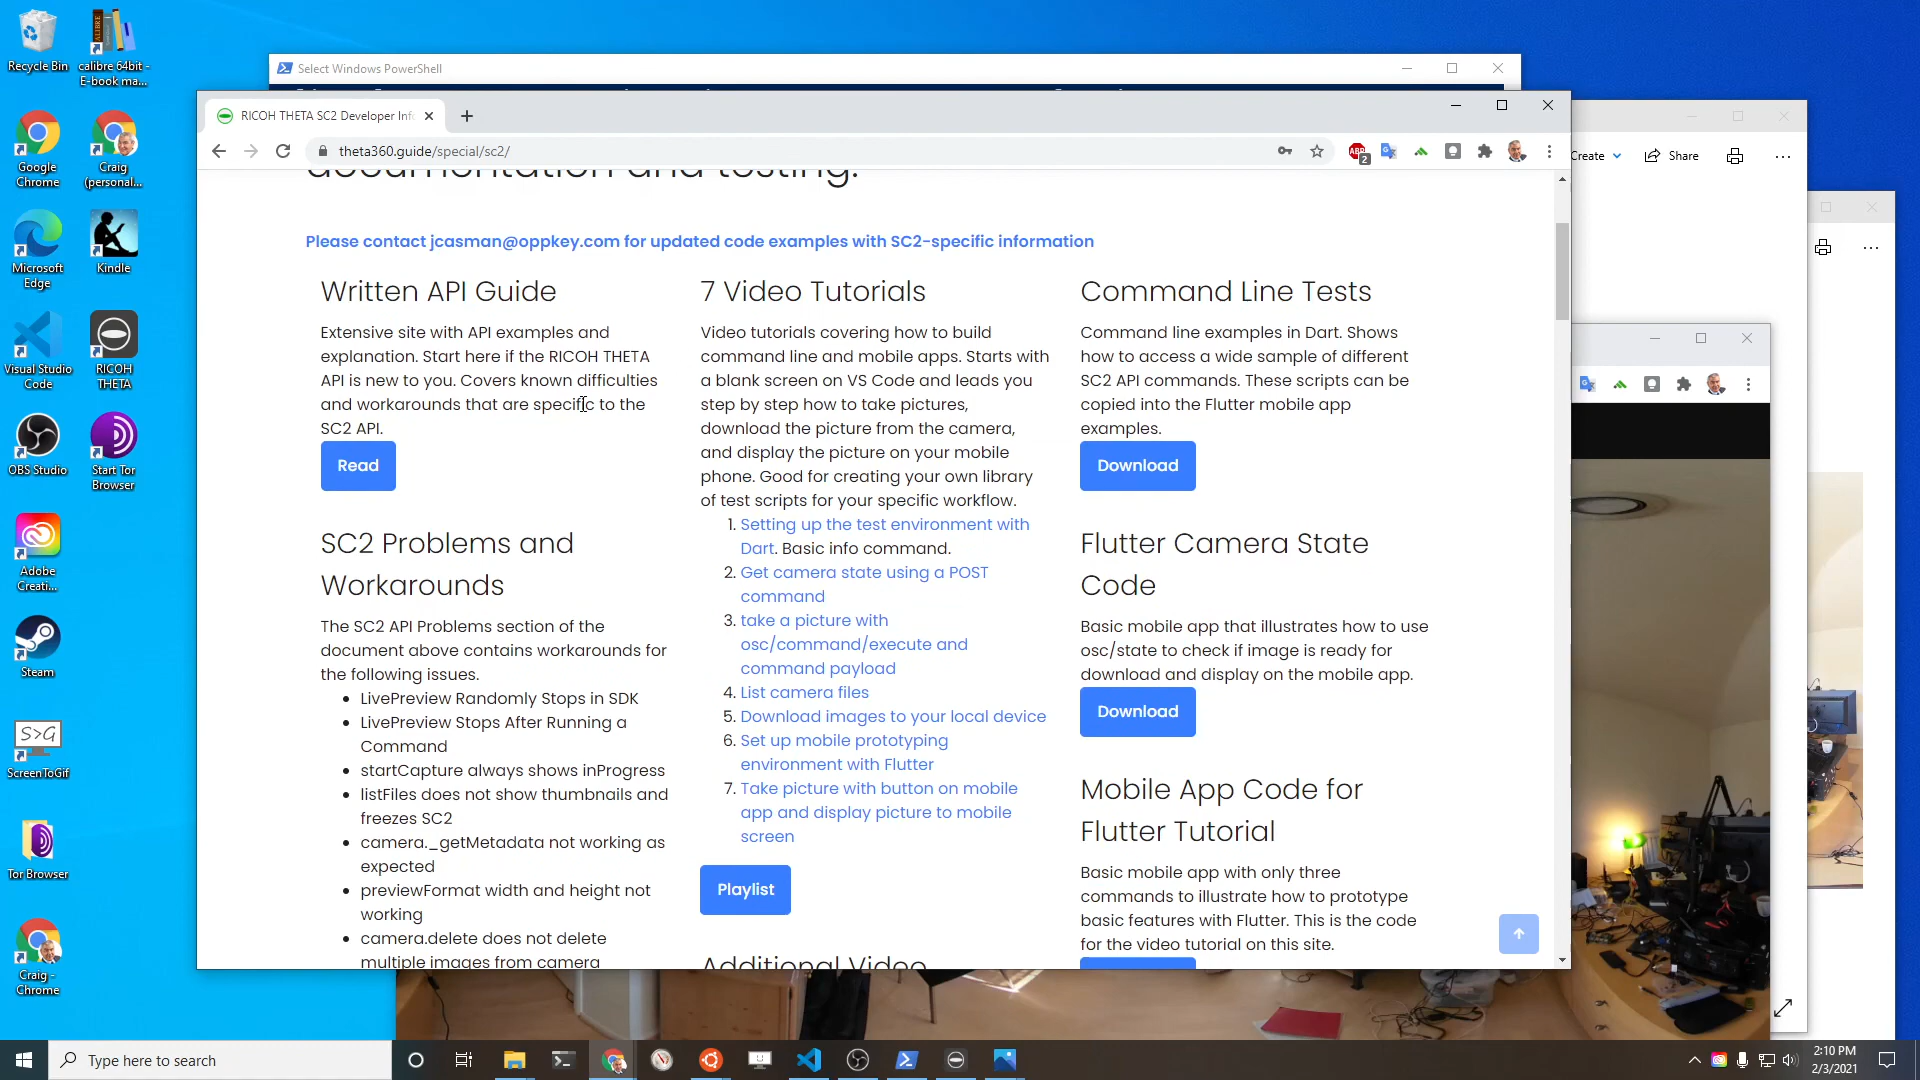 Recycle Bin
calibre 64bit -
E-book ma...
Google
Chrome
Craig
(personal...
Microsoft
Edge
Kindle
Visual Studio
Code
RICOH
THETA
OBS Studio
Start Tor
Browser
Adobe
Creati...
Steam
S>G
ScreenToGif
Tor Browser
Craig -
Chrome
Select Windows PowerShell
RICOH THETA SC2 Developer Inf
theta360.guide/special/sc2/
ABP
2
Create
Share
documentation and testing.
Please contact jcasman@oppkey.com for updated code examples with SC2-specific information
Written API Guide
Extensive site with API examples and
explanation. Start here if the RICOH THETA
API is new to you. Covers known difficulties
and workarounds that are specific to the
SC2 API.
Read
SC2 Problems and
Workarounds
The SC2 API Problems section of the
document above contains workarounds for
the following issues.
• LivePreview Randomly Stops in SDK
• LivePreview Stops After Running a
Command
• startCapture always shows inProgress
• listFiles does not show thumbnails and
freezes SC2
• camera._getMetadata not working as
expected
• previewFormat width and height not
working
• camera.delete does not delete
multiple images from camera
7 Video Tutorials
Video tutorials covering how to build
command line and mobile apps. Starts with
a blank screen on VS Code and leads you
step by step how to take pictures,
download the picture from the camera,
and display the picture on your mobile
phone. Good for creating your own library
of test scripts for your specific workflow.
1. Setting up the test environment with
Dart. Basic info command.
2. Get camera state using a POST
command
3. take a picture with
osc/command/execute and
command payload
4. List camera files
5. Download images to your local device
6. Set up mobile prototyping
environment with Flutter
7. Take picture with button on mobile
app and display picture to mobile
screen
Playlist
Additional Video
Command Line Tests
Command line examples in Dart. Shows
how to access a wide sample of different
SC2 API commands. These scripts can be
copied into the Flutter mobile app
examples.
Download
Flutter Camera State
Code
Basic mobile app that illustrates how to use
osc/state to check if image is ready for
download and display on the mobile app.
Download
Mobile App Code for
Flutter Tutorial
Basic mobile app with only three
commands to illustrate how to prototype
basic features with Flutter. This is the code
for the video tutorial on this site.
Type here to search
2:10 PM
2/3/2021